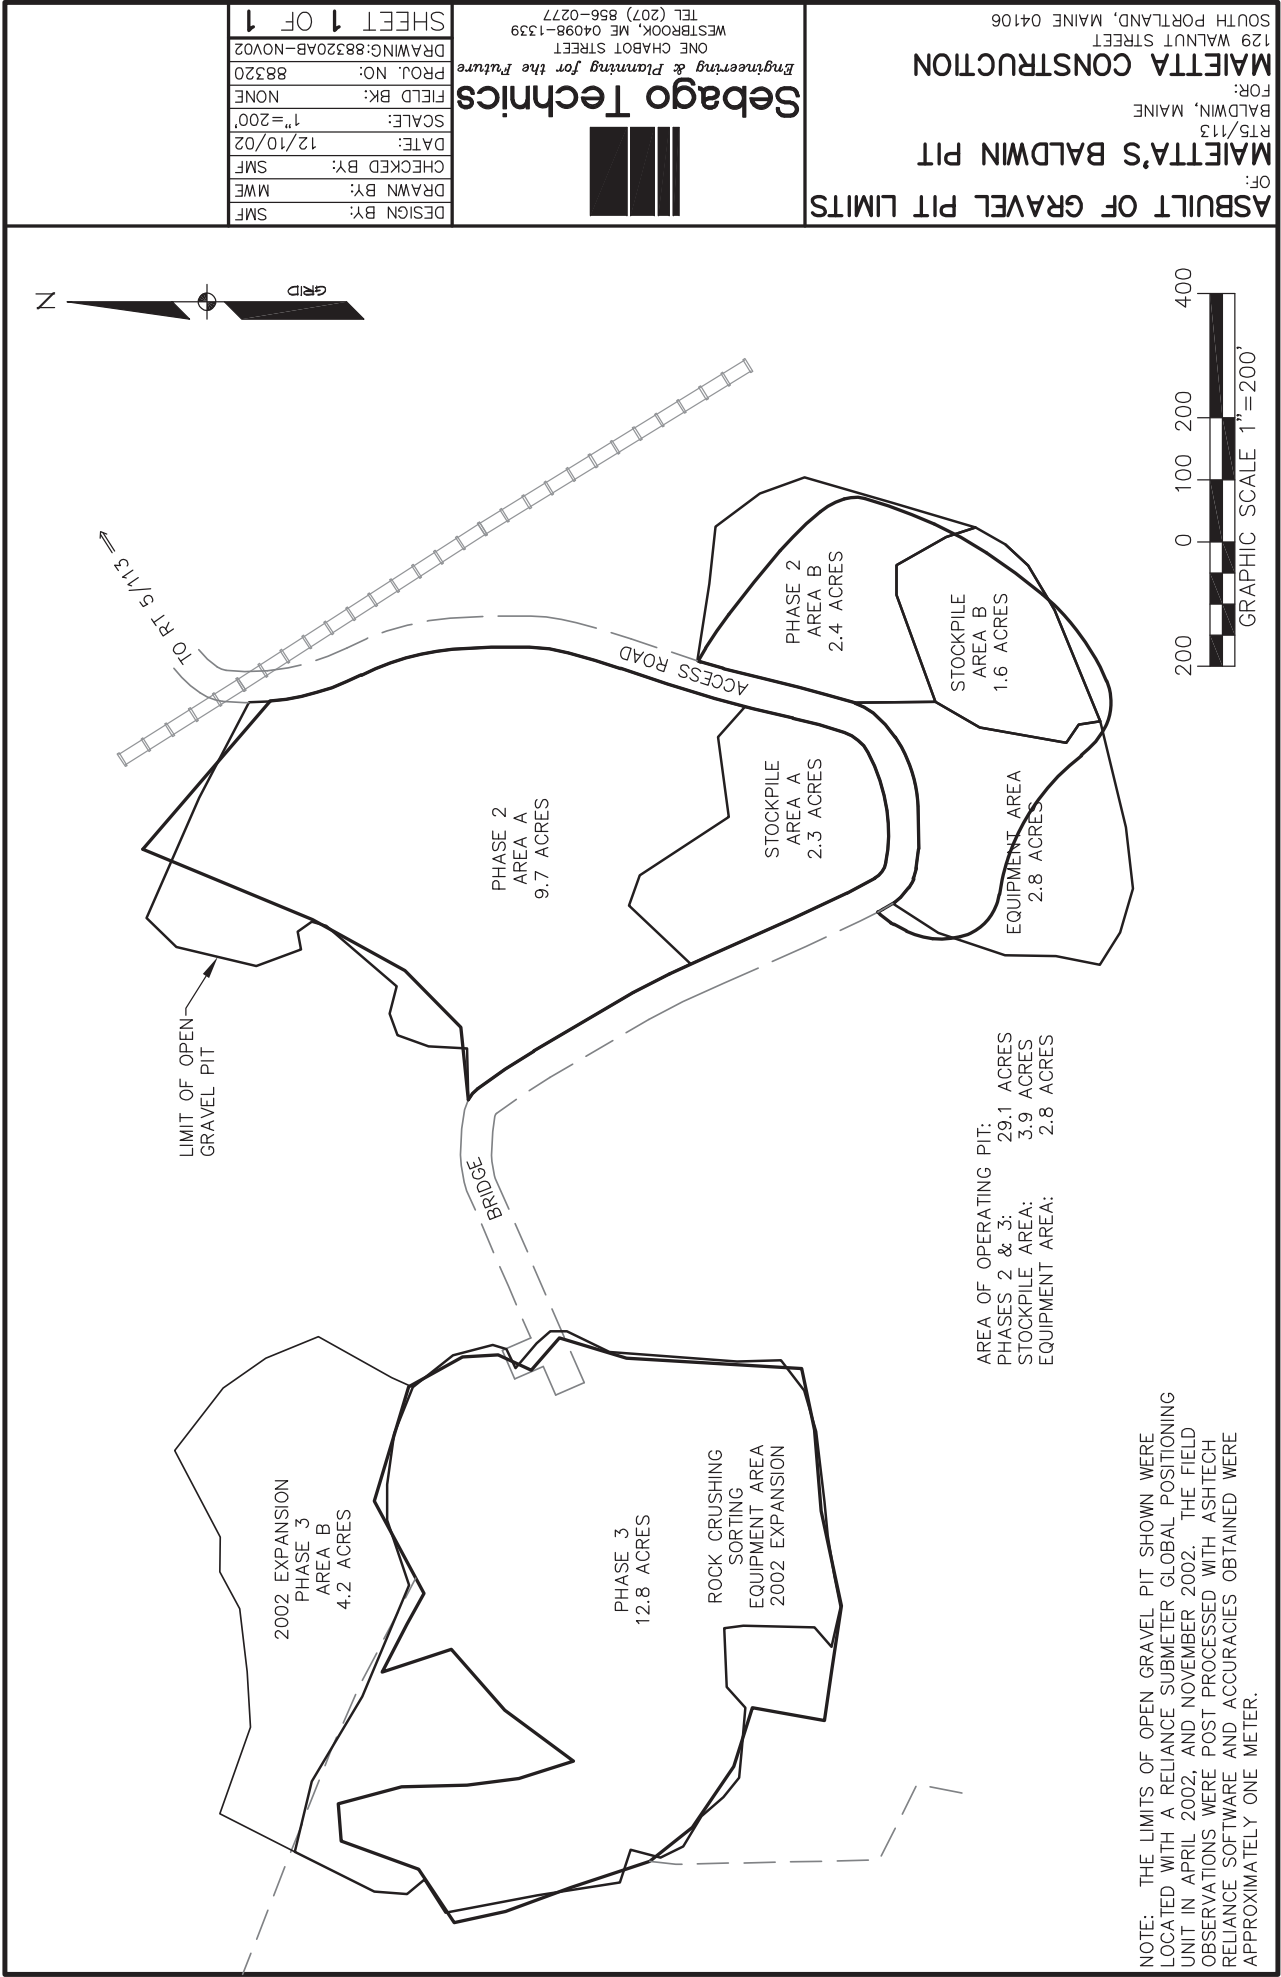 ASBUILT OF GRAVEL PIT LIMITS
OF:
MAIETTA'S BALDWIN PIT
RT5/113
BALDWIN, MAINE
FOR:
MAIETTA CONSTRUCTION
129 WALNUT STREET
SOUTH PORTLAND, MAINE 04106
Sebago Technics
Engineering & Planning for the Future
ONE CHABOT STREET
WESTBROOK, ME 04098-1339
TEL (207) 856-0277
DESIGN BY: SMF
DRAWN BY: MWE
CHECKED BY: SMF
DATE: 12/10/02
SCALE: 1"=200'
FIELD BK: NONE
PROJ. NO: 88320
DRAWING:88320AB-NOV02
SHEET 1 OF 1
N
GRID
TO RT 5/113
ACCESS ROAD
PHASE 2
AREA B
2.4 ACRES
STOCKPILE
AREA B
1.6 ACRES
PHASE 2
AREA A
9.7 ACRES
STOCKPILE
AREA A
2.3 ACRES
EQUIPMENT AREA
2.8 ACRES
LIMIT OF OPEN
GRAVEL PIT
BRIDGE
2002 EXPANSION
PHASE 3
AREA B
4.2 ACRES
PHASE 3
12.8 ACRES
ROCK CRUSHING
SORTING
EQUIPMENT AREA
2002 EXPANSION
AREA OF OPERATING PIT:
PHASES 2 & 3: 29.1 ACRES
STOCKPILE AREA: 3.9 ACRES
EQUIPMENT AREA: 2.8 ACRES
200 0 100 200 400
GRAPHIC SCALE 1"=200'
NOTE: THE LIMITS OF OPEN GRAVEL PIT SHOWN WERE
LOCATED WITH A RELIANCE SUBMETER GLOBAL POSITIONING
UNIT IN APRIL 2002, AND NOVEMBER 2002. THE FIELD
OBSERVATIONS WERE POST PROCESSED WITH ASHTECH
RELIANCE SOFTWARE AND ACCURACIES OBTAINED WERE
APPROXIMATELY ONE METER.